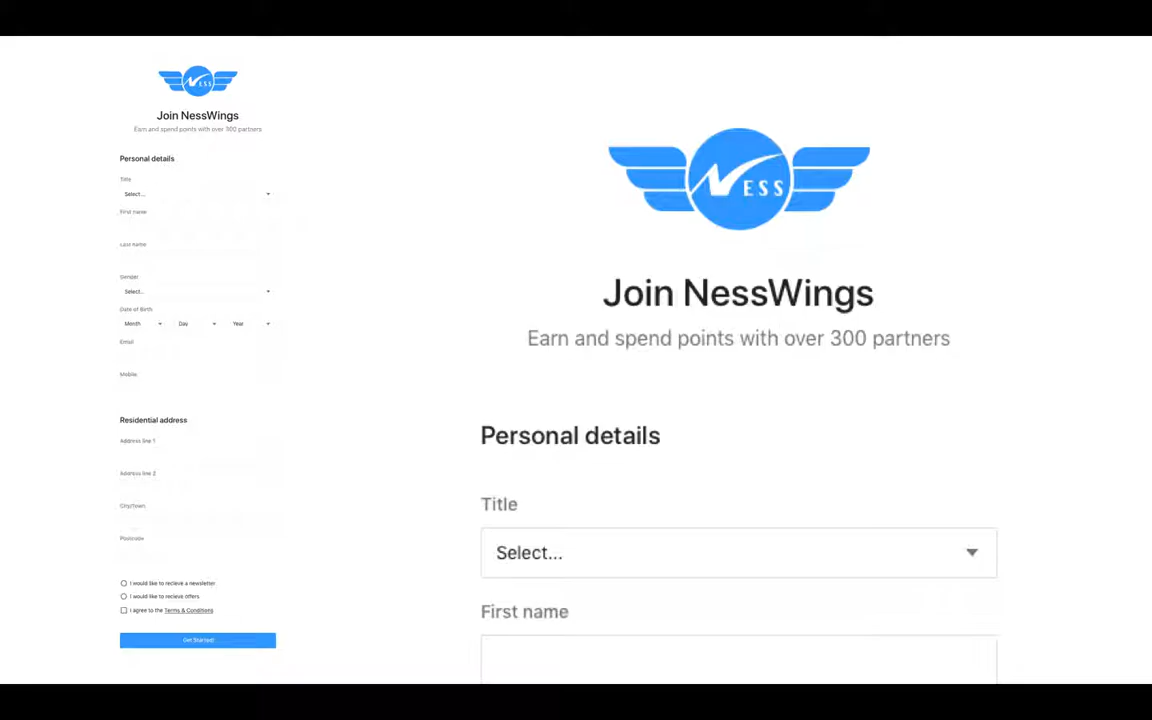 NESS
Join NessWings
Earn and spend points with over 300 partners
Personal details
Title
Select...
First name
Last name
Gender
Select...
Date of Birth
Month Day Year
Email
Mobile
Residential address
Address line 1
Address line 2
City/town
Postcode
I would like to recieve a newsletter
I would like to recieve offers
I agree to the Terms & Conditions
Get Started!
NESS
Join NessWings
Earn and spend points with over 300 partners
Personal details
Title
Select...
First name